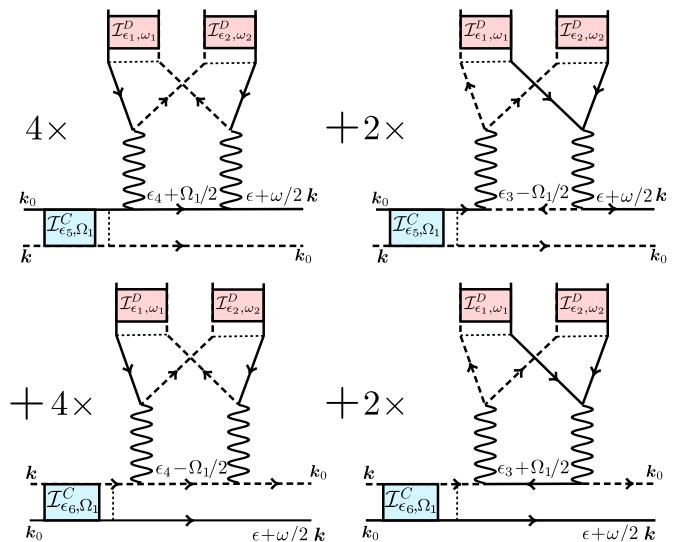 𝓘^D_{ϵ₁,ω₁} 𝓘^D_{ϵ₂,ω₂} 𝓘^D_{ϵ₁,ω₁} 𝓘^D_{ϵ₂,ω₂}
4× +2×
k₀ ϵ₄+Ω₁/2 ϵ+ω/2 k k₀ ϵ₃−Ω₁/2 ϵ+ω/2 k
𝓘^C_{ϵ₅,Ω₁} 𝓘^C_{ϵ₅,Ω₁}
k k₀ k k₀
𝓘^D_{ϵ₁,ω₁} 𝓘^D_{ϵ₂,ω₂} 𝓘^D_{ϵ₁,ω₁} 𝓘^D_{ϵ₂,ω₂}
+4× +2×
k ϵ₄−Ω₁/2 k₀ k ϵ₃+Ω₁/2 k₀
𝓘^C_{ϵ₆,Ω₁} 𝓘^C_{ϵ₆,Ω₁}
k₀ ϵ+ω/2 k k₀ ϵ+ω/2 k